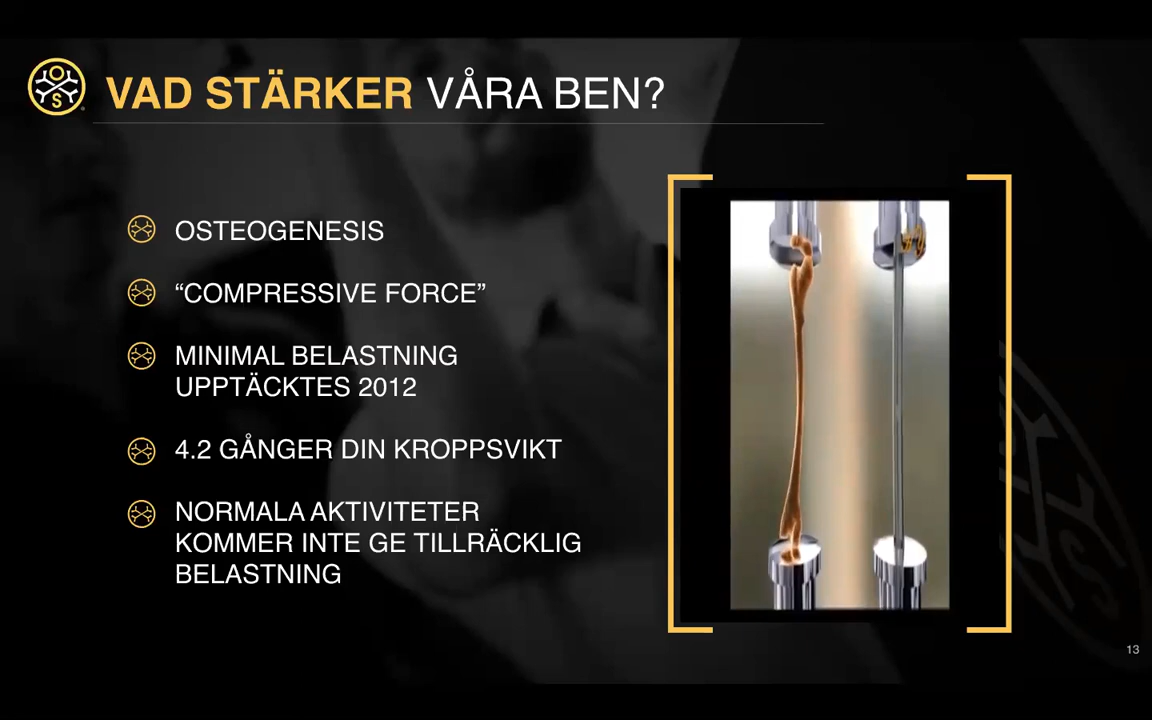 VAD STÄRKER VÅRA BEN?
OSTEOGENESIS
“COMPRESSIVE FORCE”
MINIMAL BELASTNING
UPPTÄCKTES 2012
4.2 GÅNGER DIN KROPPSVIKT
NORMALA AKTIVITETER
KOMMER INTE GE TILLRÄCKLIG
BELASTNING
13